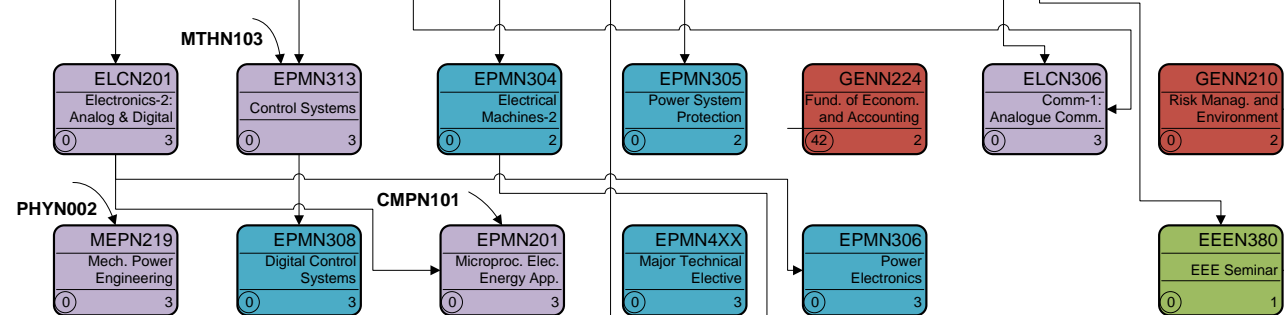 MTHN103
ELCN201
Electronics-2:
Analog & Digital
0 3
EPMN313
Control Systems
0 3
EPMN304
Electrical
Machines-2
0 2
EPMN305
Power System
Protection
0 2
GENN224
Fund. of Econom.
and Accounting
42 2
ELCN306
Comm-1:
Analogue Comm.
0 3
GENN210
Risk Manag. and
Environment
0 2
PHYN002
CMPN101
MEPN219
Mech. Power
Engineering
0 3
EPMN308
Digital Control
Systems
0 3
EPMN201
Microproc. Elec.
Energy App.
0 3
EPMN4XX
Major Technical
Elective
0 3
EPMN306
Power
Electronics
0 3
EEEN380
EEE Seminar
0 1